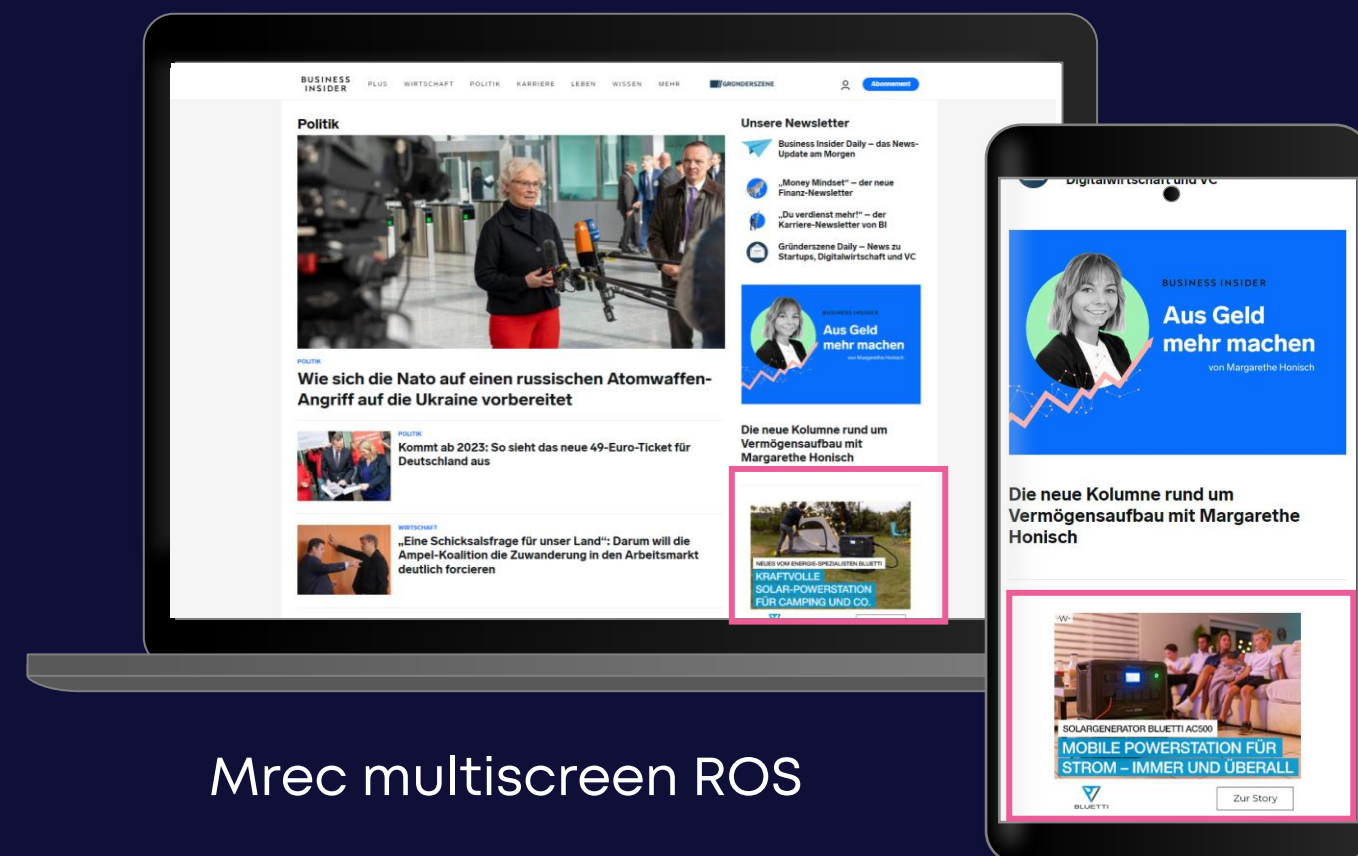 BUSINESS
INSIDER
PLUS WIRTSCHAFT POLITIK KARRIERE LEBEN WISSEN MEHR GRÜNDERSZENE Abonnement
Politik
POLITIK
Wie sich die Nato auf einen russischen Atomwaffen-
Angriff auf die Ukraine vorbereitet
POLITIK
Kommt ab 2023: So sieht das neue 49-Euro-Ticket für
Deutschland aus
WIRTSCHAFT
„Eine Schicksalsfrage für unser Land“: Darum will die
Ampel-Koalition die Zuwanderung in den Arbeitsmarkt
deutlich forcieren
Unsere Newsletter
Business Insider Daily – das News-
Update am Morgen
„Money Mindset“ – der neue
Finanz-Newsletter
„Du verdienst mehr!“ – der
Karriere-Newsletter von BI
Gründerszene Daily – News zu
Startups, Digitalwirtschaft und VC
BUSINESS INSIDER
Aus Geld
mehr machen
von Margarethe Honisch
Die neue Kolumne rund um
Vermögensaufbau mit
Margarethe Honisch
NEUES VOM ENERGIE-SPEZIALISTEN BLUETTI
KRAFTVOLLE
SOLAR-POWERSTATION
FÜR CAMPING UND CO.
Digitalwirtschaft und VC
BUSINESS INSIDER
Aus Geld
mehr machen
von Margarethe Honisch
Die neue Kolumne rund um
Vermögensaufbau mit Margarethe
Honisch
-W-
SOLARGENERATOR BLUETTI AC500
MOBILE POWERSTATION FÜR
STROM – IMMER UND ÜBERALL
BLUETTI
Zur Story
Mrec multiscreen ROS